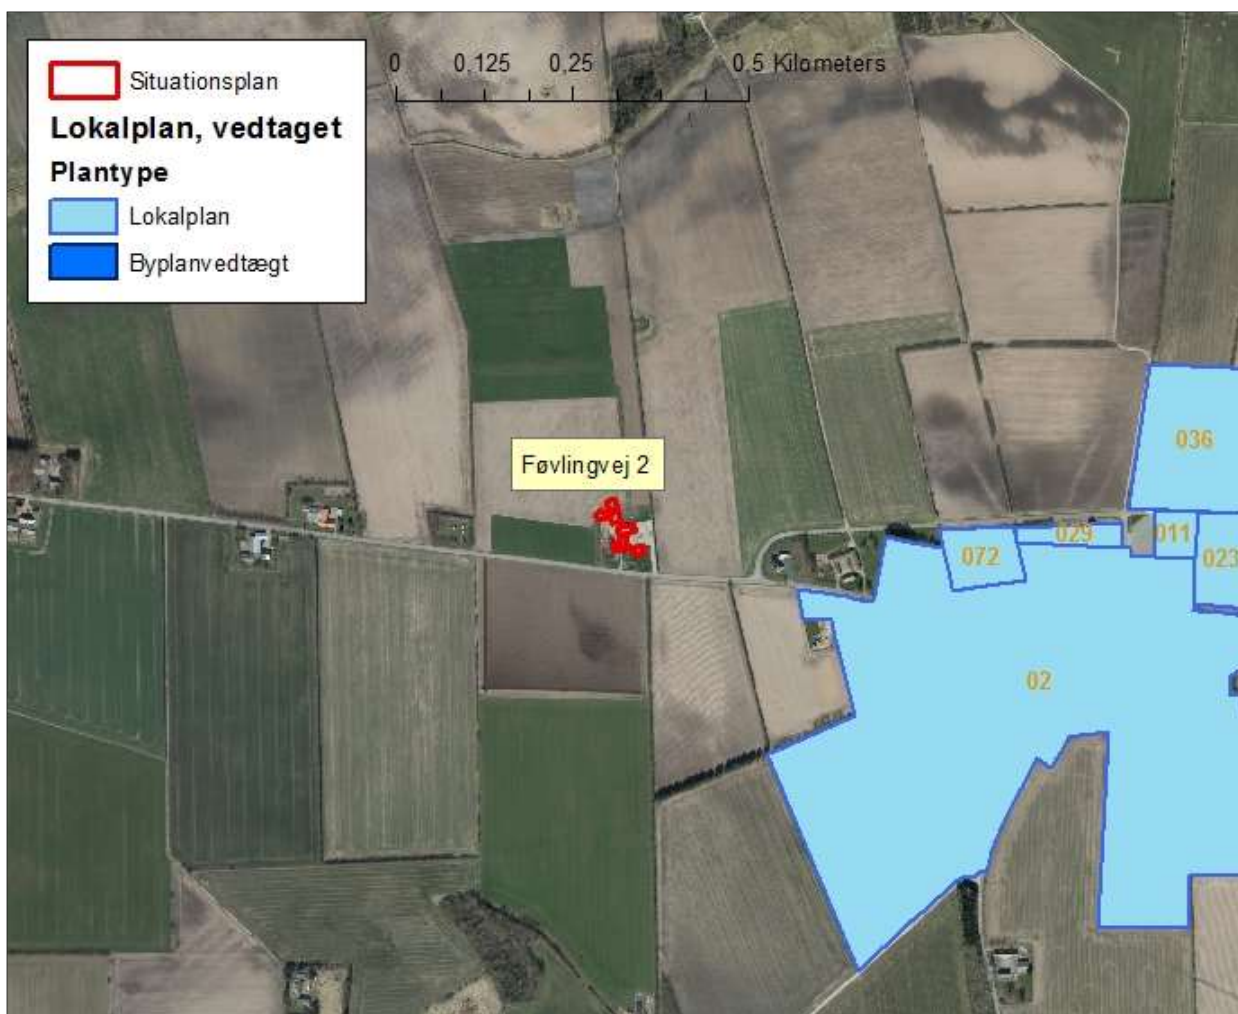 Situationsplan
Lokalplan, vedtaget
Plantype
Lokalplan
Byplanvedtægt
0 0,125 0,25 0,5 Kilometers
Føvlingvej 2
036
029
011
072
023
02